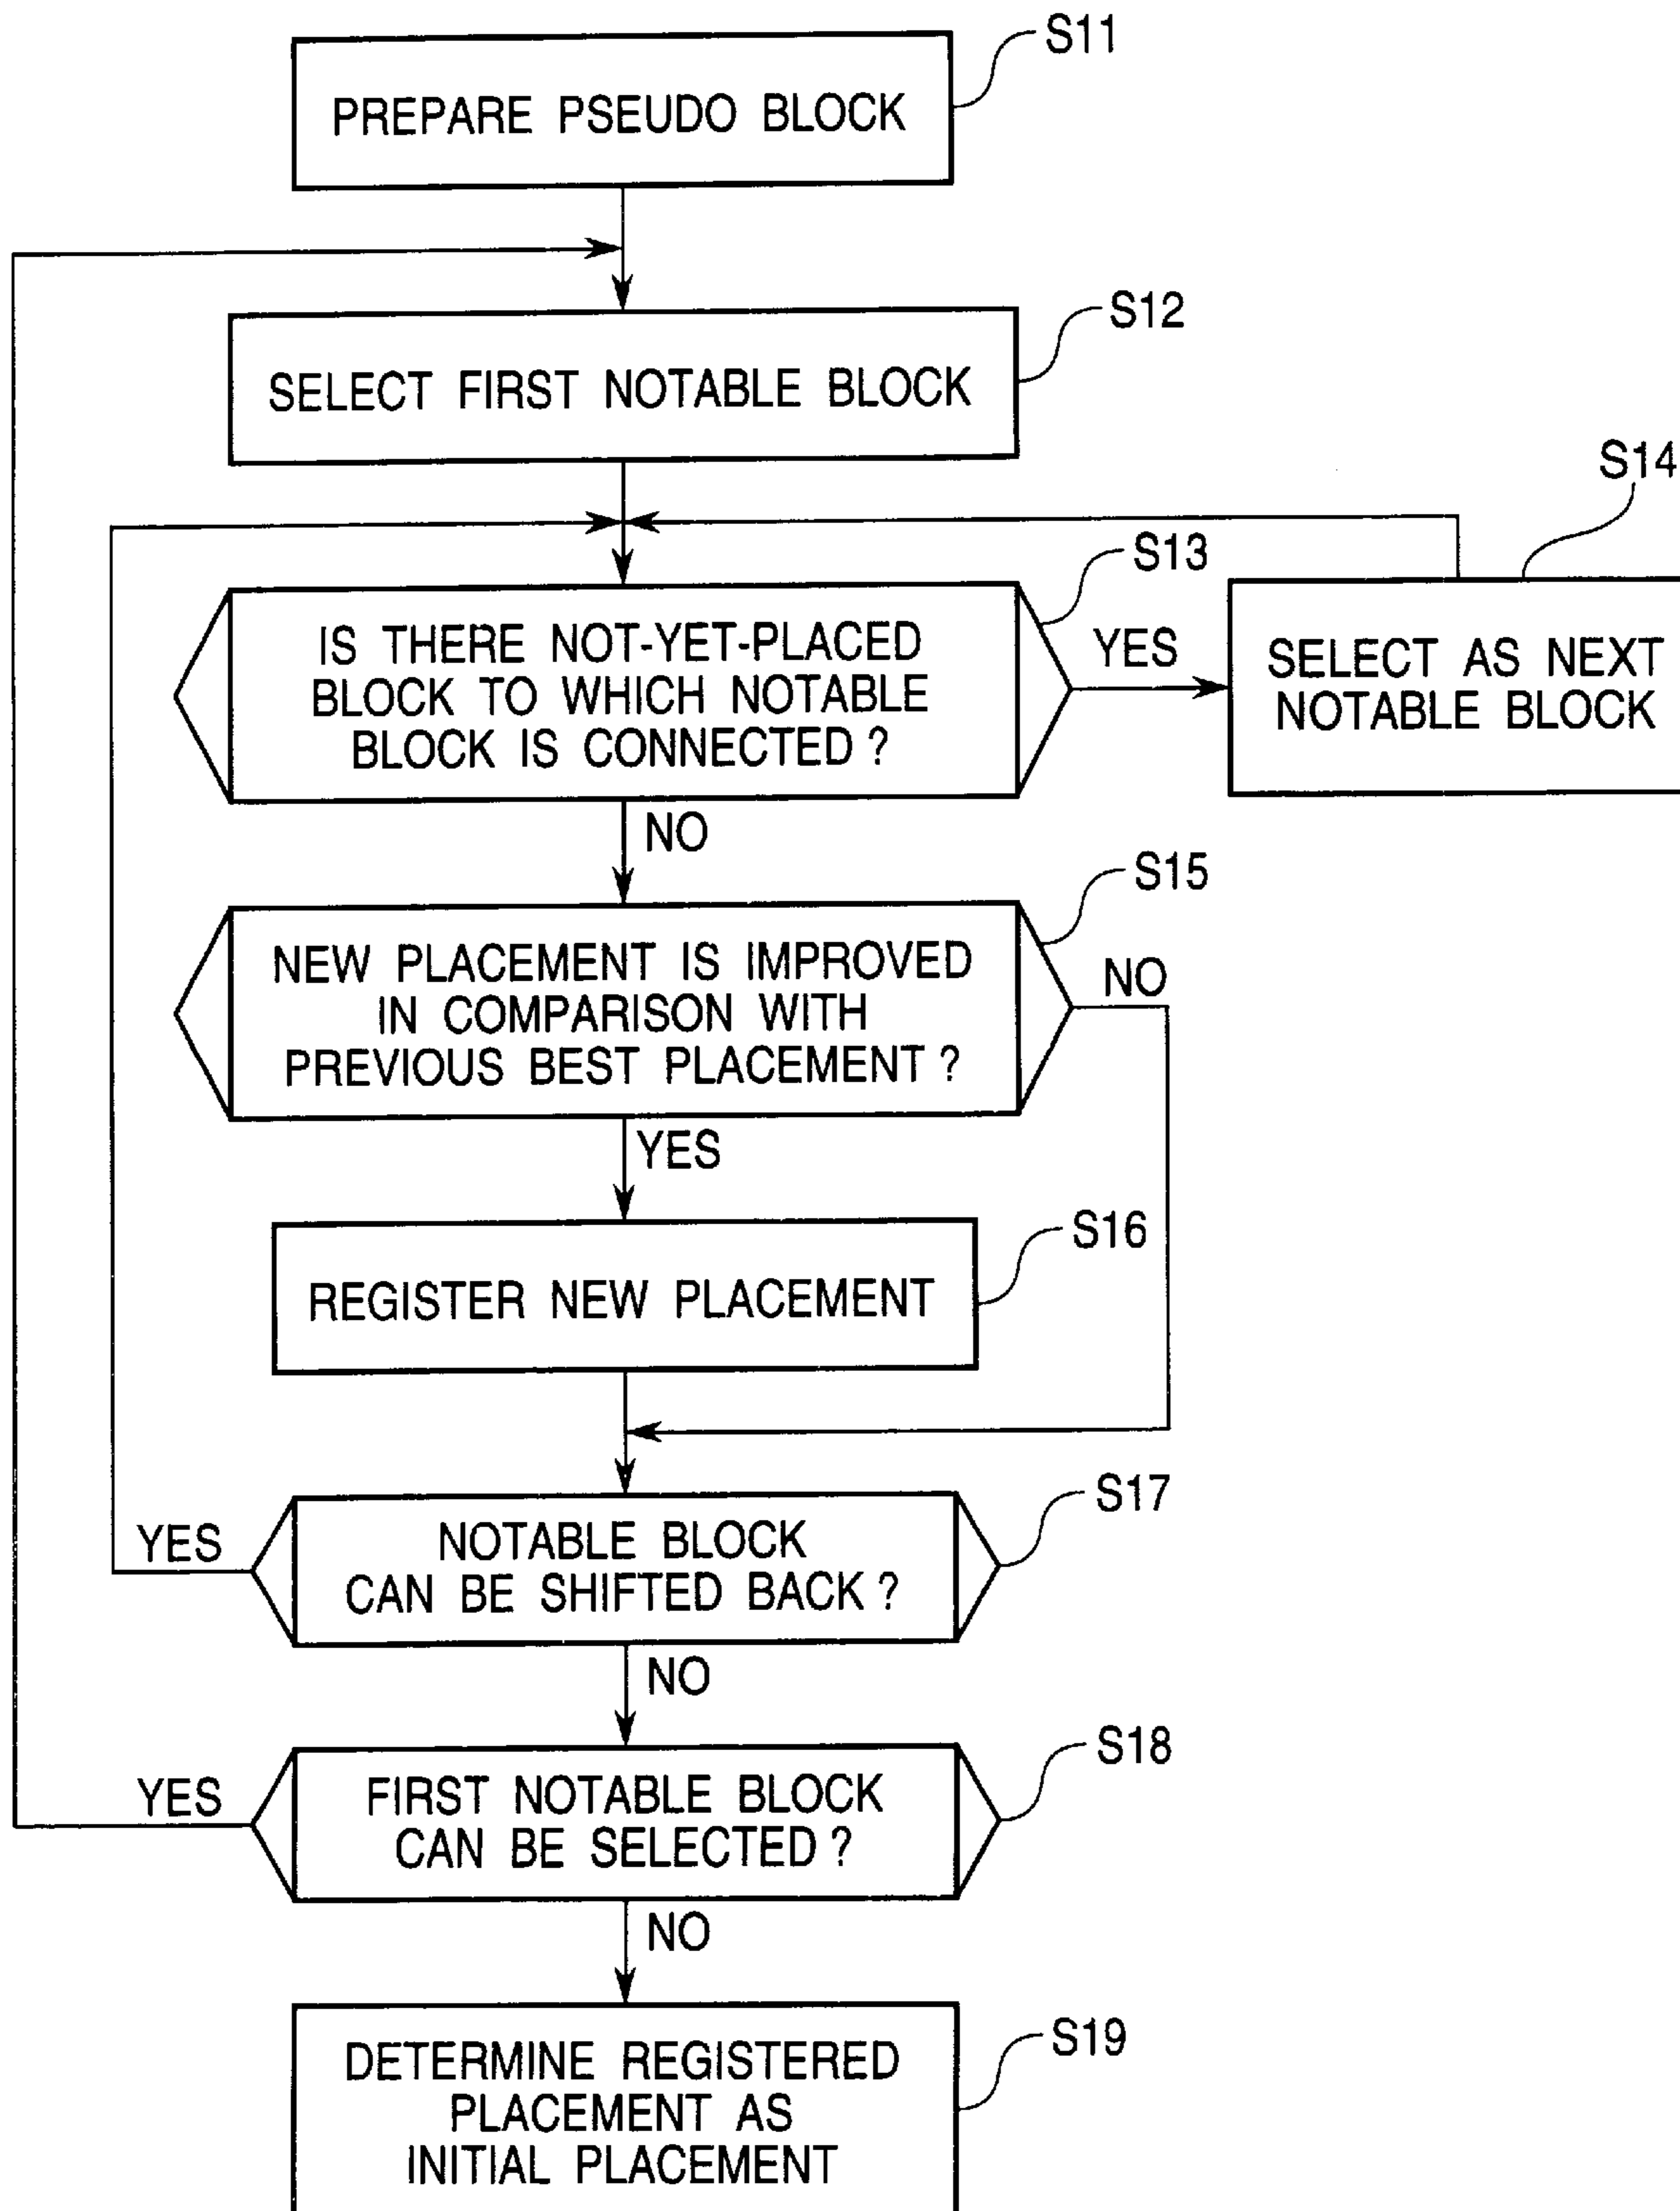 S11
PREPARE PSEUDO BLOCK
S12
SELECT FIRST NOTABLE BLOCK
S14
S13
IS THERE NOT-YET-PLACED
BLOCK TO WHICH NOTABLE
BLOCK IS CONNECTED ?
YES
SELECT AS NEXT
NOTABLE BLOCK
NO
S15
NEW PLACEMENT IS IMPROVED
IN COMPARISON WITH
PREVIOUS BEST PLACEMENT ?
NO
YES
S16
REGISTER NEW PLACEMENT
S17
YES
NOTABLE BLOCK
CAN BE SHIFTED BACK ?
NO
S18
YES
FIRST NOTABLE BLOCK
CAN BE SELECTED ?
NO
S19
DETERMINE REGISTERED
PLACEMENT AS
INITIAL PLACEMENT